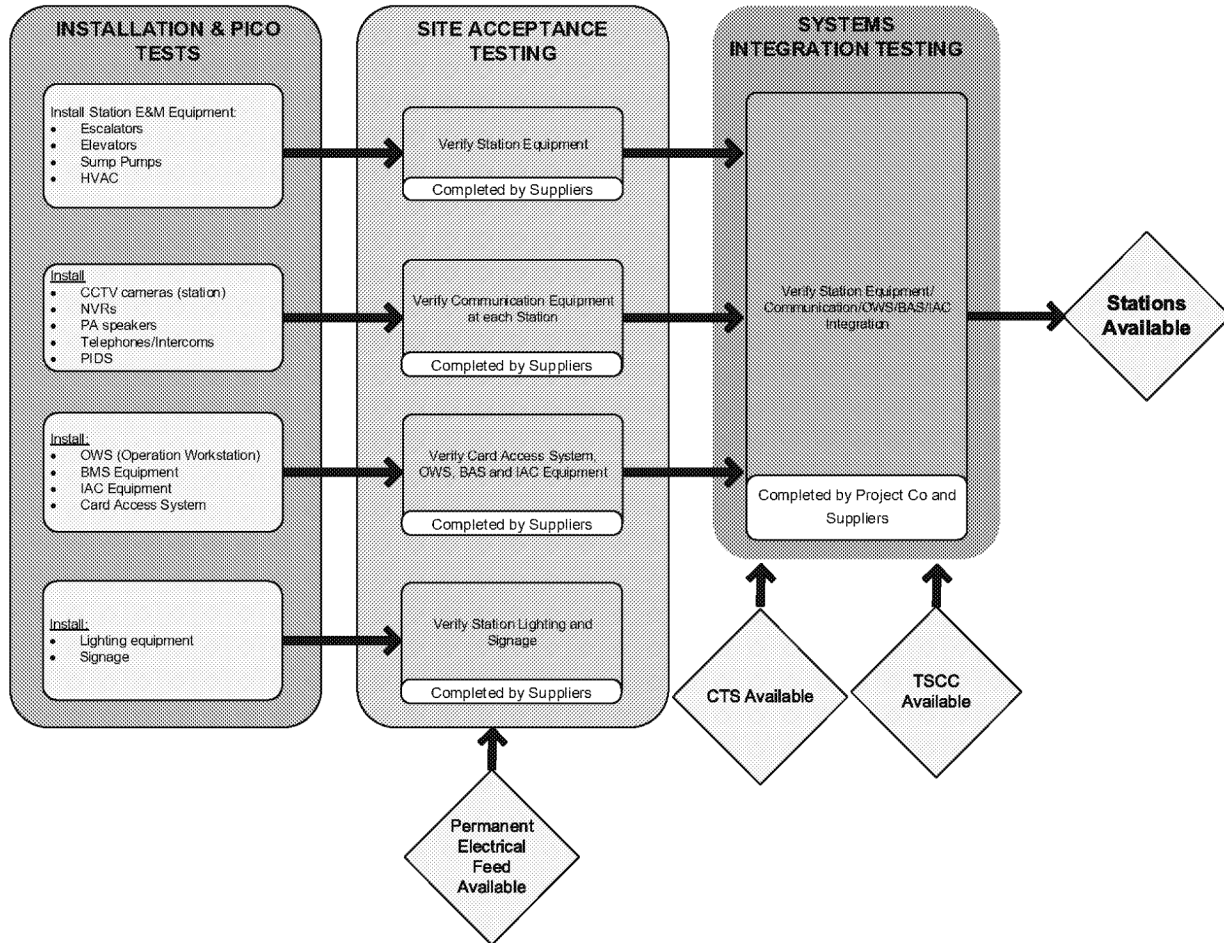 INSTALLATION & PICO
TESTS
Install Station E&M Equipment:
• Escalators
• Elevators
• Sump Pumps
• HVAC
Install
• CCTV cameras (station)
• NVRs
• PA speakers
• Telephones/Intercoms
• PIDS
Install:
• OWS (Operation Workstation)
• BMS Equipment
• IAC Equipment
• Card Access System
Install:
• Lighting equipment
• Signage
SITE ACCEPTANCE
TESTING
Verify Station Equipment
Completed by Suppliers
Verify Communication Equipment
at each Station
Completed by Suppliers
Verify Card Access System,
OWS, BAS and IAC Equipment
Completed by Suppliers
Verify Station Lighting and
Signage
Completed by Suppliers
Permanent
Electrical
Feed
Available
SYSTEMS
INTEGRATION TESTING
Verify Station Equipment/
Communication/OWS/BAS/IAC
Integration
Completed by Project Co and
Suppliers
CTS Available
TSCC
Available
Stations
Available